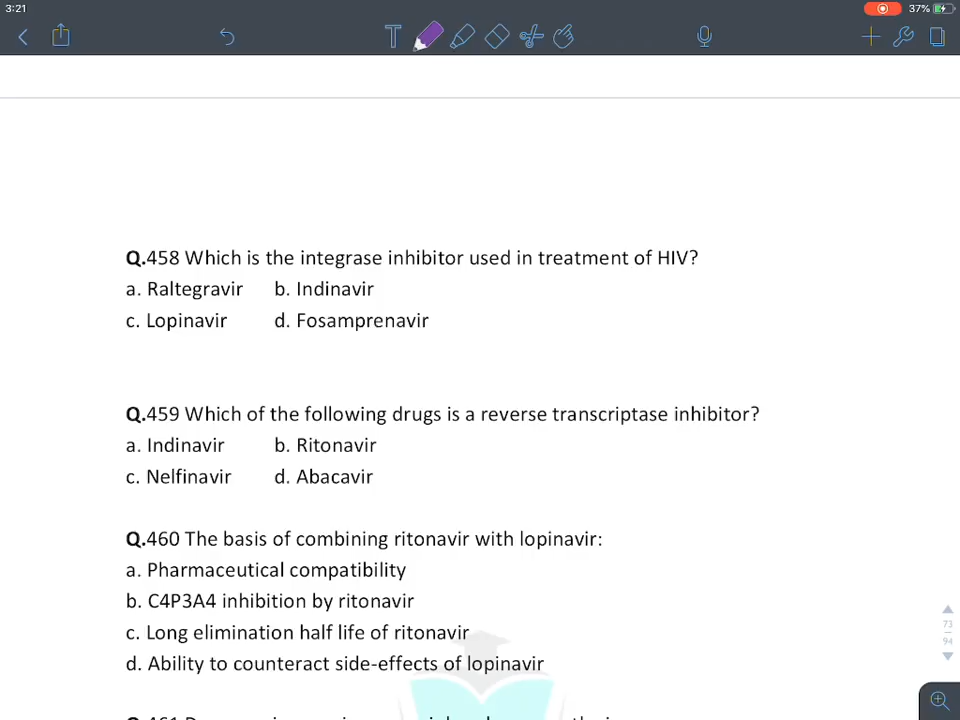 3:21
37%
T
Q.458 Which is the integrase inhibitor used in treatment of HIV?
a. Raltegravir b. Indinavir
c. Lopinavir d. Fosamprenavir
Q.459 Which of the following drugs is a reverse transcriptase inhibitor?
a. Indinavir b. Ritonavir
c. Nelfinavir d. Abacavir
Q.460 The basis of combining ritonavir with lopinavir:
a. Pharmaceutical compatibility
b. C4P3A4 inhibition by ritonavir
c. Long elimination half life of ritonavir
d. Ability to counteract side-effects of lopinavir
73
94